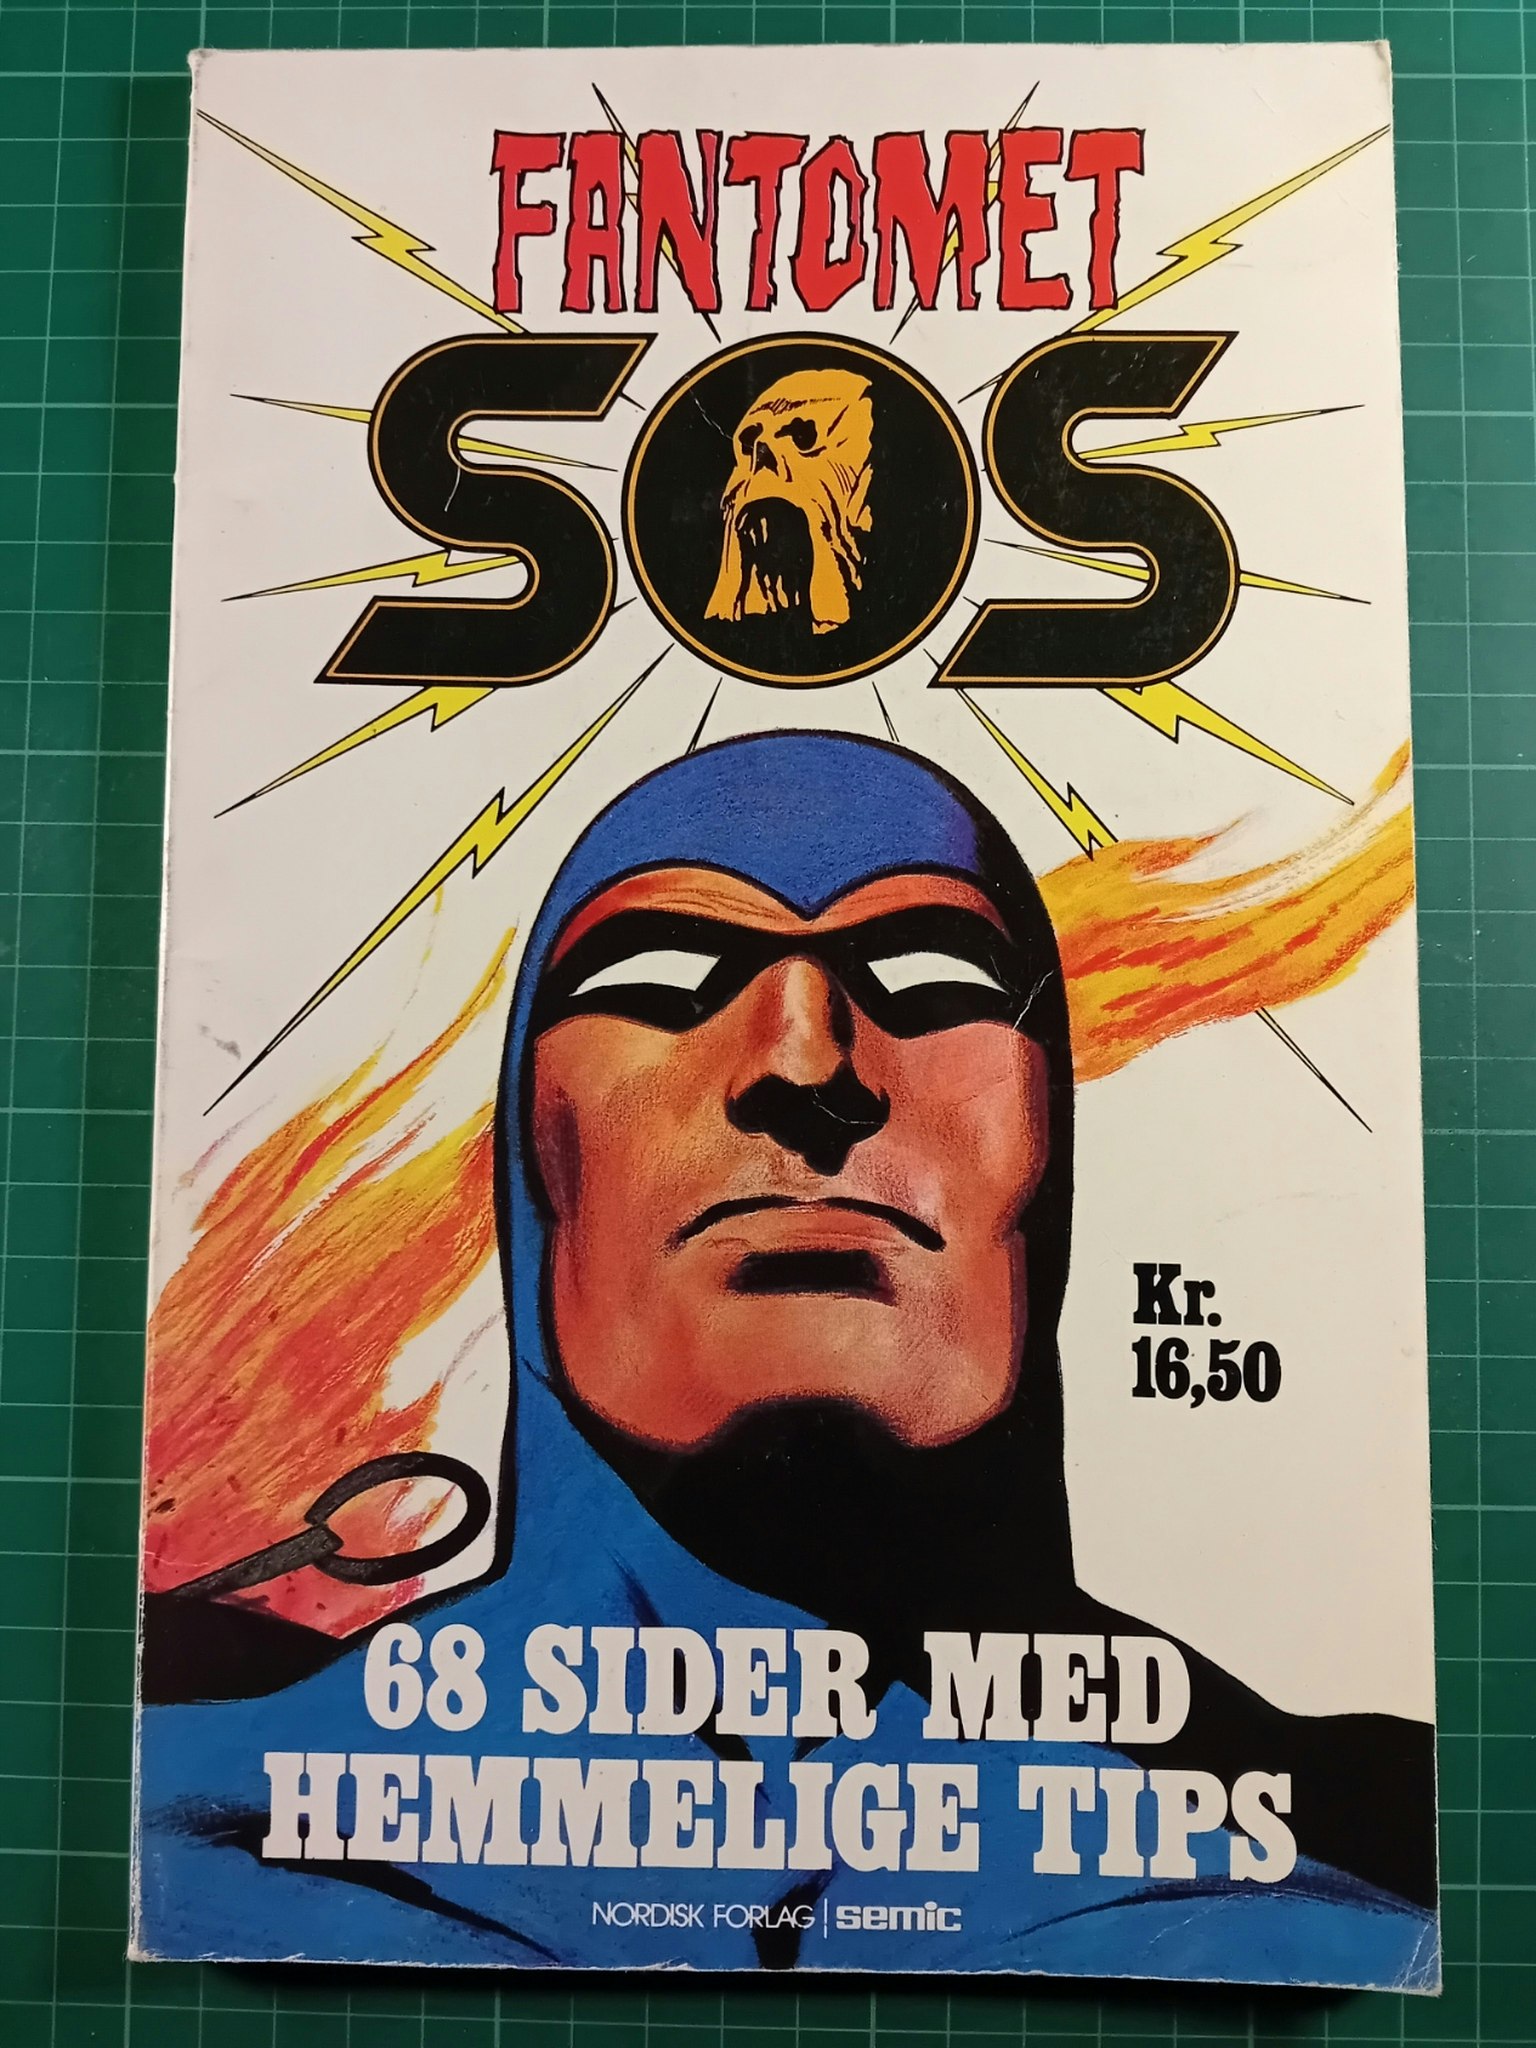 FANTOMET
SOS
Kr.
16,50
68 SIDER MED
HEMMELIGE TIPS
NORDISK FORLAG | semic